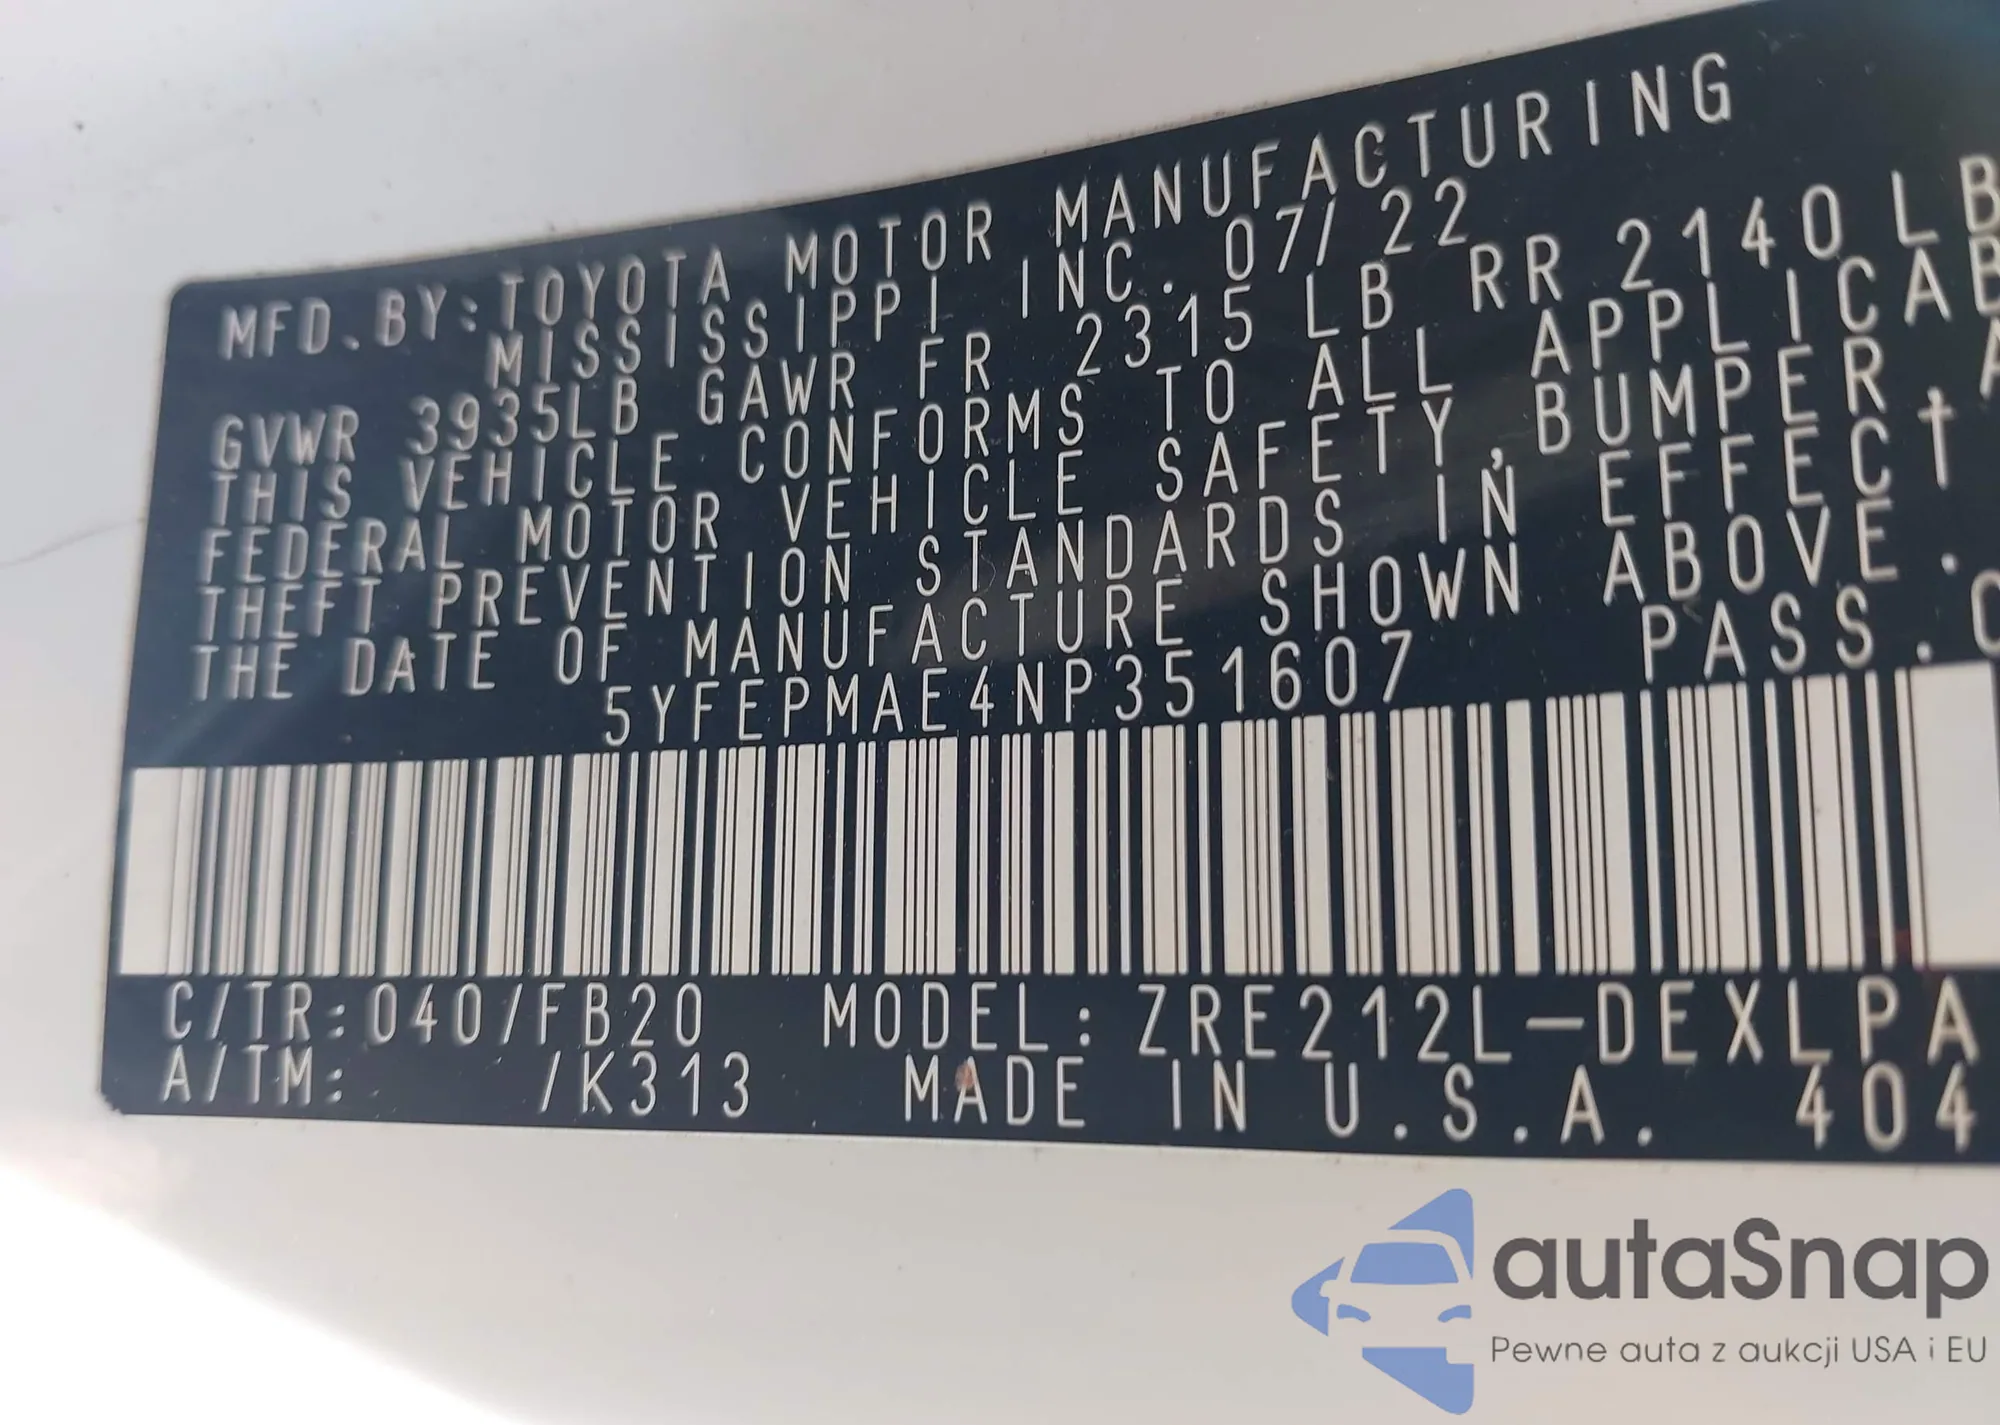 MFD.BY:TOYOTA MOTOR MANUFACTURING
MISSISSIPPI INC. 07/22
GVWR 3935LB GAWR FR 2315 LB RR 2140 LB
THIS VEHICLE CONFORMS TO ALL APPLICAB
FEDERAL MOTOR VEHICLE SAFETY, BUMPER, A
THEFT PREVENTION STANDARDS IN EFFECT
THE DATE OF MANUFACTURE SHOWN ABOVE.
5YFEPMAE4NP351607 PASS.C
C/TR:040/FB20 MODEL: ZRE212L-DEXLPA
A/TM: /K313 MADE IN U.S.A. 404
autaSnap
Pewne auta z aukcji USA i EU